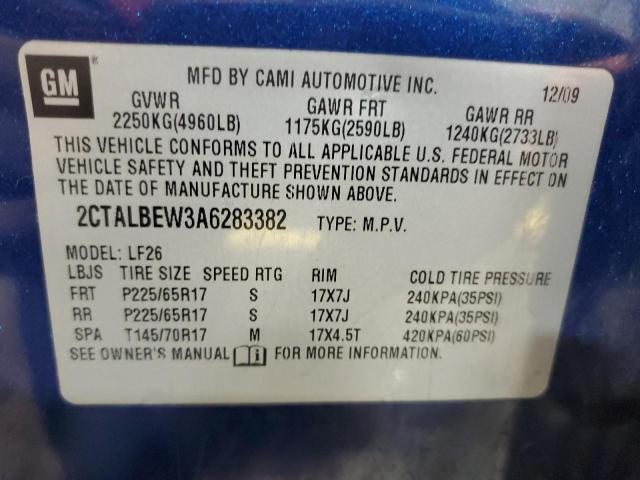 GM
MFD BY CAMI AUTOMOTIVE INC. 12/09
GVWR GAWR FRT GAWR RR
2250KG(4960LB) 1175KG(2590LB) 1240KG(2733LB)
THIS VEHICLE CONFORMS TO ALL APPLICABLE U.S. FEDERAL MOTOR
VEHICLE SAFETY AND THEFT PREVENTION STANDARDS IN EFFECT ON
THE DATE OF MANUFACTURE SHOWN ABOVE.
2CTALBEW3A6283382 TYPE: M.P.V.
MODEL: LF26
LBJS TIRE SIZE SPEED RTG RIM COLD TIRE PRESSURE
FRT P225/65R17 S 17X7J 240KPA(35PSI)
RR P225/65R17 S 17X7J 240KPA(35PSI)
SPA T145/70R17 M 17X4.5T 420KPA(60PSI)
SEE OWNER'S MANUAL i FOR MORE INFORMATION.